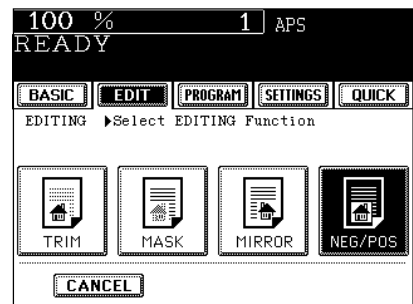 100 % 1 APS
READY
BASIC EDIT PROGRAM SETTINGS QUICK
EDITING ▶Select EDITING Function
TRIM MASK MIRROR NEG/POS
CANCEL